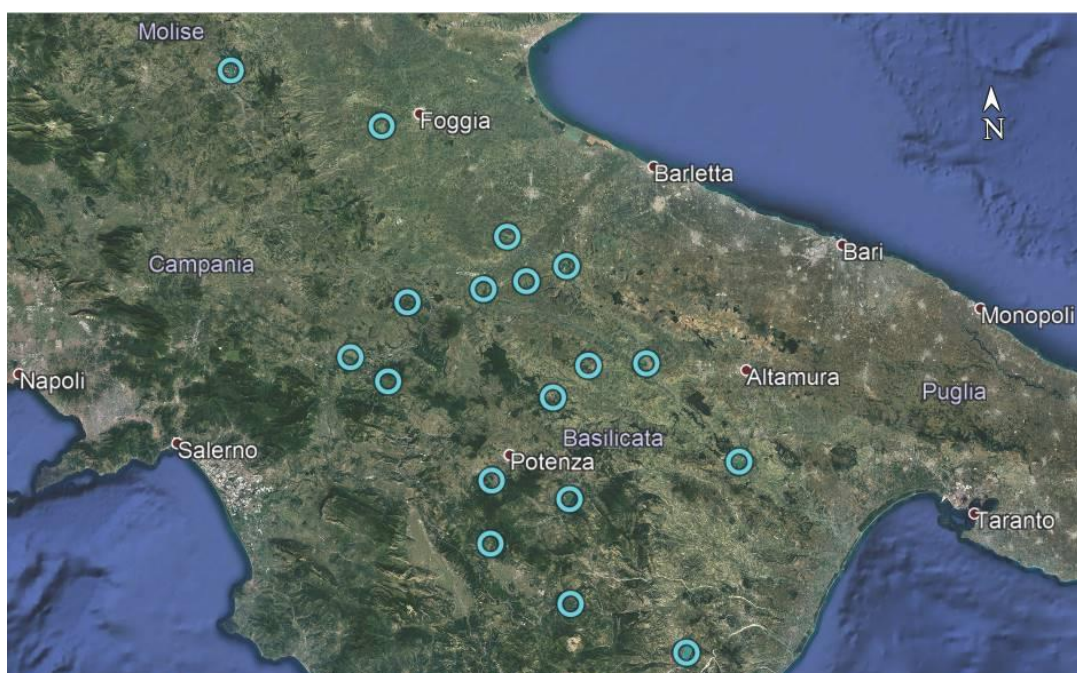 Molise
Foggia
N
Barletta
Bari
Campania
Monopoli
Napoli
Altamura
Puglia
Basilicata
Salerno
Potenza
Taranto